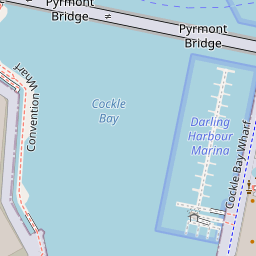 Pyrmont
Bridge
Pyrmont
Bridge
Cockle
Bay
Convention Wharf
Darling
Harbour
Marina
Cockle Bay Wharf